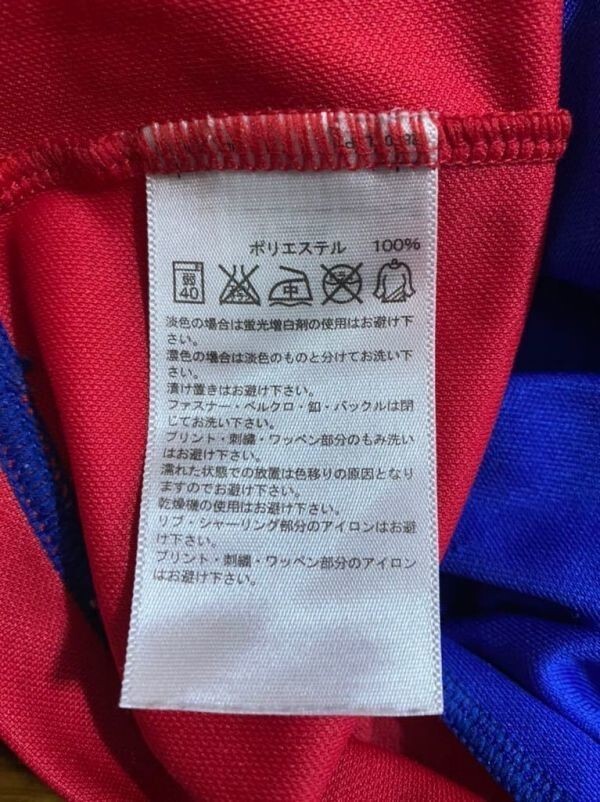 ポリエステル 100%
弱
40
エンソサラシ
中
淡色の場合は蛍光増白剤の使用はお避け下
さい。
濃色の場合は淡色のものと分けてお洗い下
さい。
漬け置きはお避け下さい。
ファスナー・ベルクロ・釦・バックルは閉
じてお洗い下さい。
プリント・刺繍・ワッペン部分のもみ洗い
はお避け下さい。
濡れた状態での放置は色移りの原因となり
ますのでお避け下さい。
乾燥機の使用はお避け下さい。
リブ・シャーリング部分のアイロンはお避
け下さい。
プリント・刺繍・ワッペン部分のアイロン
はお避け下さい。